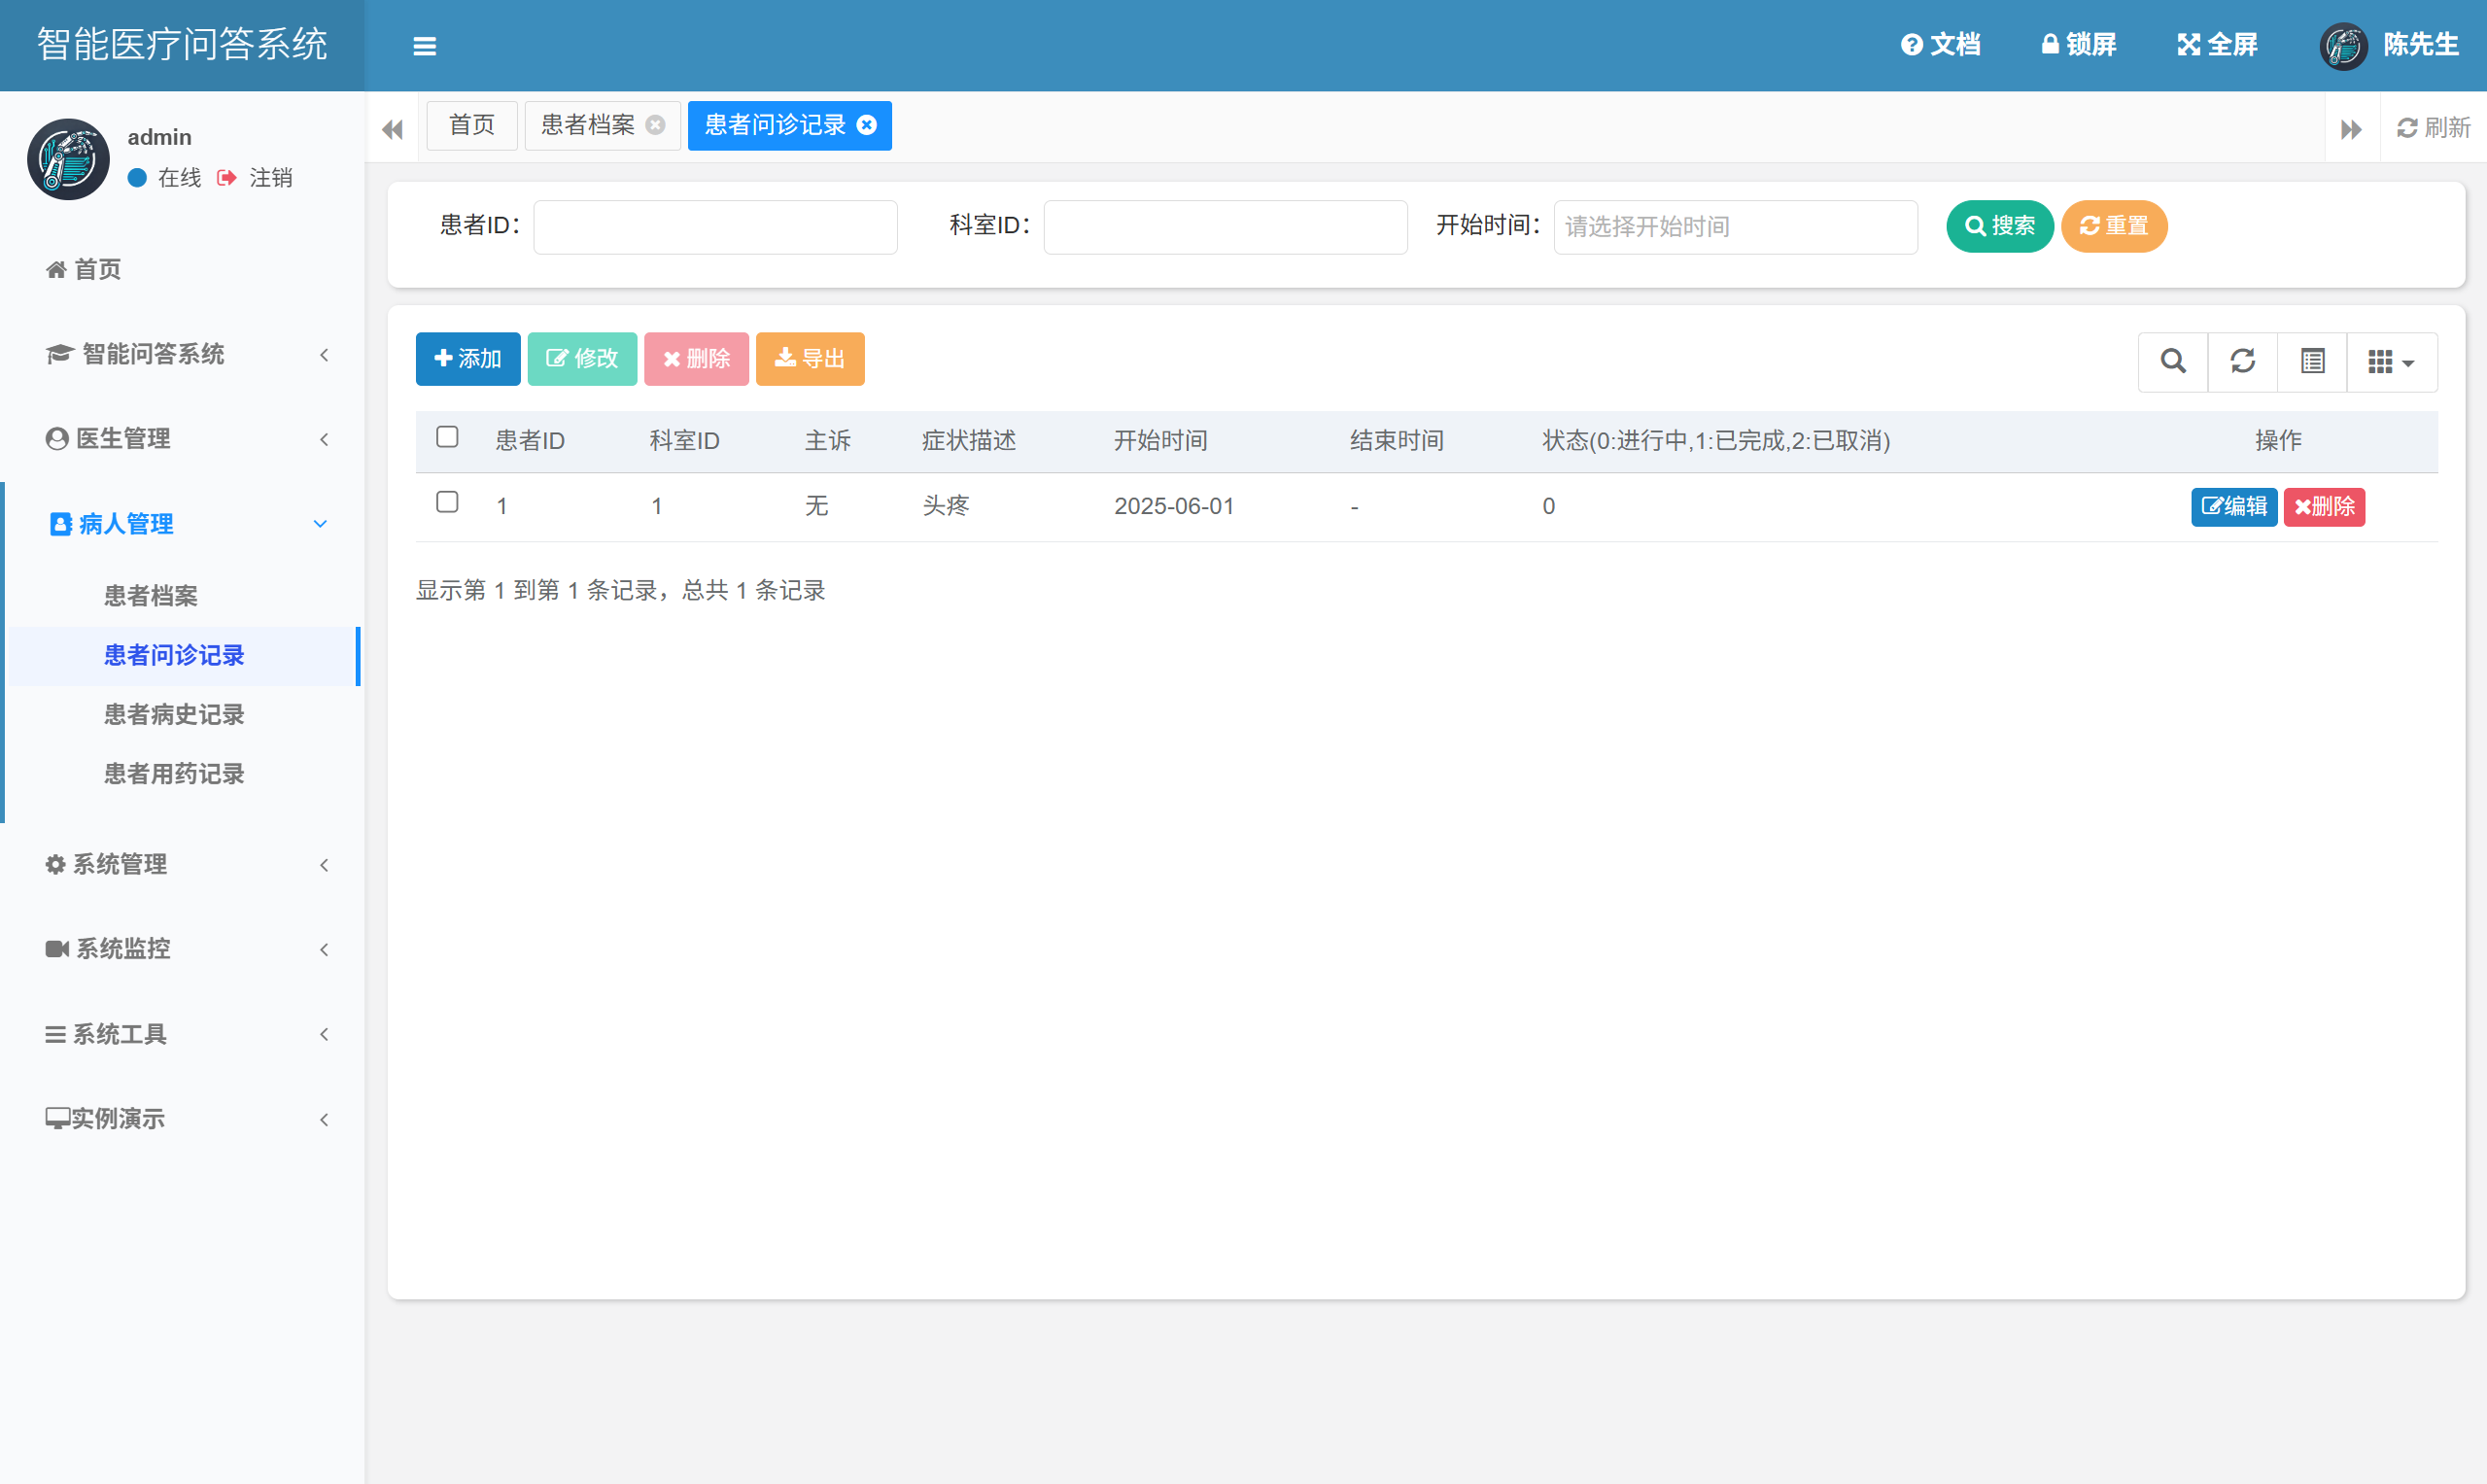 智能医疗问答系统
文档 锁屏 全屏 陈先生
admin
在线 注销
首页 患者档案 患者问诊记录 刷新
患者ID： 科室ID： 开始时间： 请选择开始时间 搜索 重置
首页
智能问答系统
医生管理
病人管理
患者档案
患者问诊记录
患者病史记录
患者用药记录
系统管理
系统监控
系统工具
实例演示
添加 修改 删除 导出
患者ID 科室ID 主诉 症状描述 开始时间 结束时间 状态(0:进行中,1:已完成,2:已取消) 操作
1 1 无 头疼 2025-06-01 - 0 编辑 删除
显示第 1 到第 1 条记录，总共 1 条记录